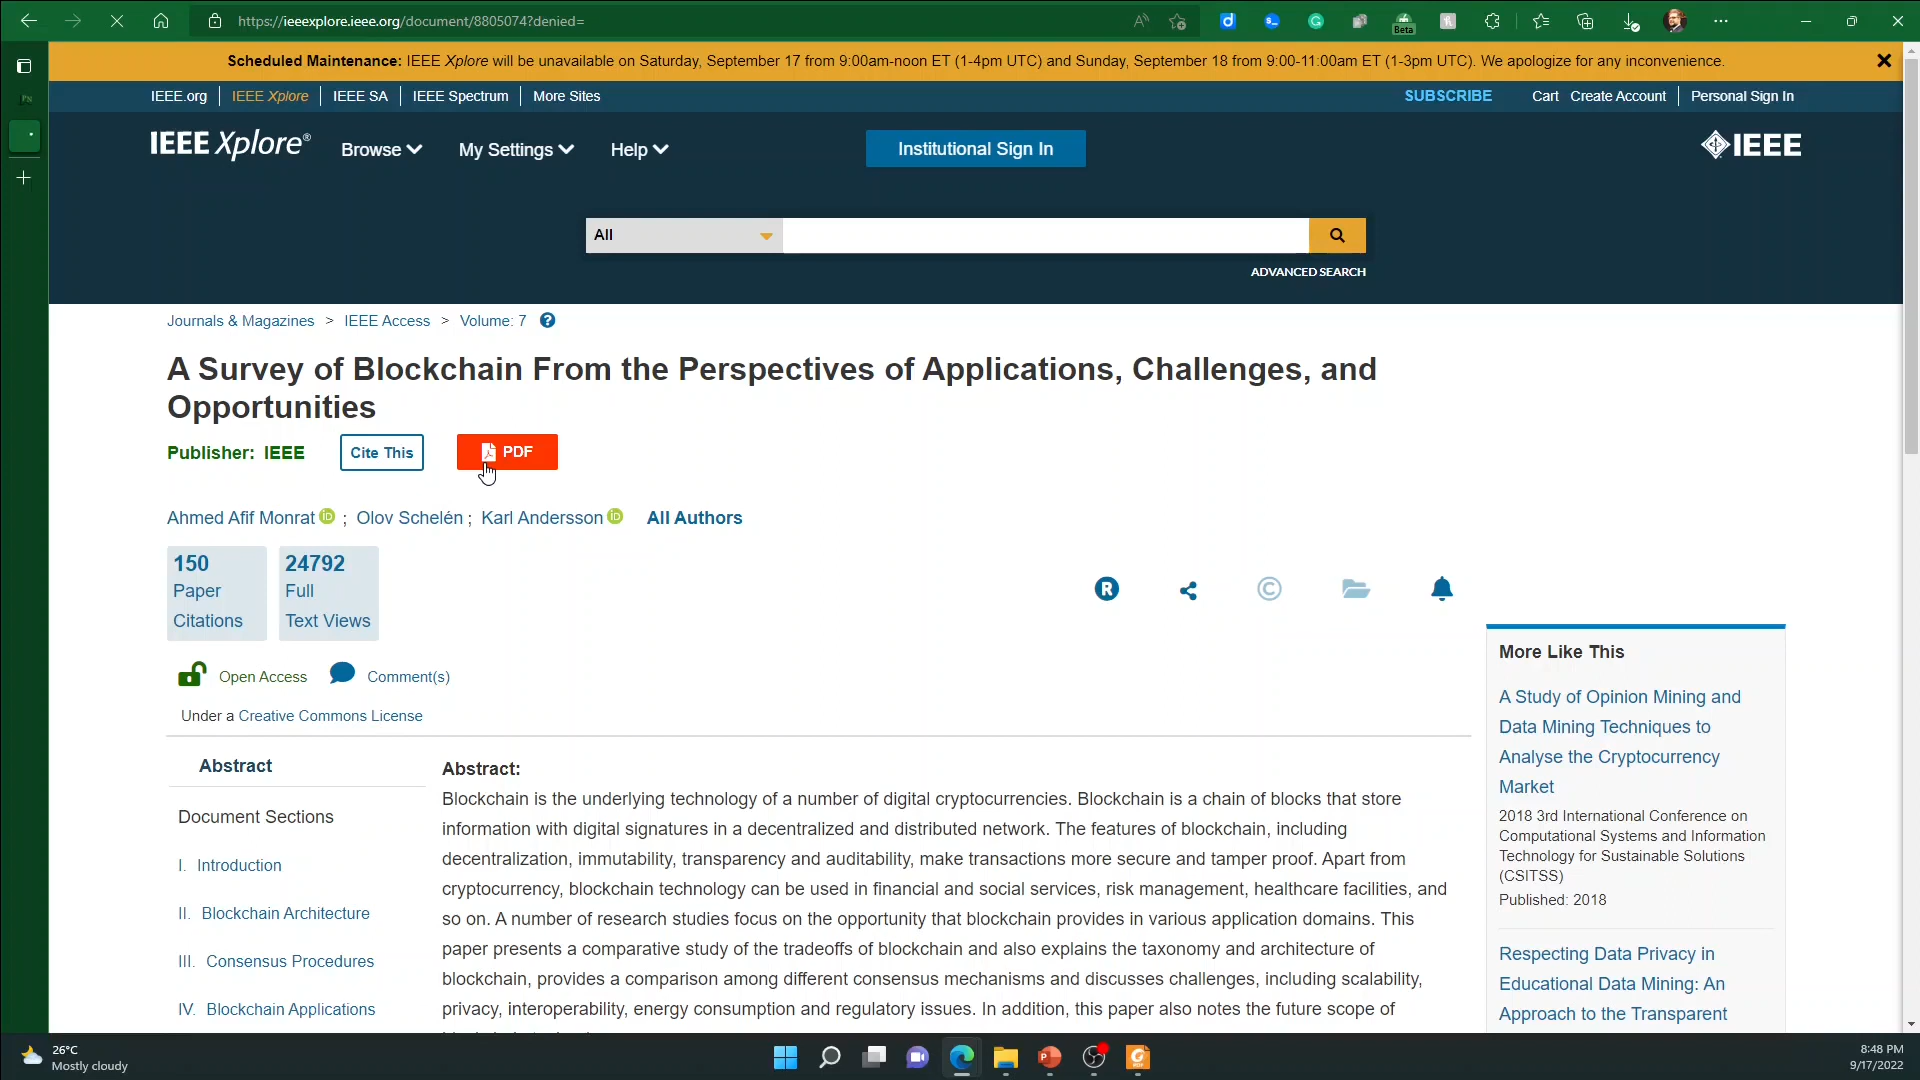 https://ieeexplore.ieee.org/document/8805074?denied=
Beta
Scheduled Maintenance: IEEE Xplore will be unavailable on Saturday, September 17 from 9:00am-noon ET (1-4pm UTC) and Sunday, September 18 from 9:00-11:00am ET (1-3pm UTC). We apologize for any inconvenience.
IEEE.org IEEE Xplore IEEE SA IEEE Spectrum More Sites SUBSCRIBE Cart Create Account Personal Sign In
IEEE Xplore® Browse My Settings Help Institutional Sign In IEEE
All
ADVANCED SEARCH
Journals & Magazines > IEEE Access > Volume: 7 ?
A Survey of Blockchain From the Perspectives of Applications, Challenges, and
Opportunities
Publisher: IEEE Cite This PDF
Ahmed Afif Monrat iD ; Olov Schelén ; Karl Andersson iD All Authors
150 24792
Paper Full
Citations Text Views
R ©
Open Access Comment(s)
Under a Creative Commons License
Abstract
Document Sections
I. Introduction
II. Blockchain Architecture
III. Consensus Procedures
IV. Blockchain Applications
Abstract:
Blockchain is the underlying technology of a number of digital cryptocurrencies. Blockchain is a chain of blocks that store
information with digital signatures in a decentralized and distributed network. The features of blockchain, including
decentralization, immutability, transparency and auditability, make transactions more secure and tamper proof. Apart from
cryptocurrency, blockchain technology can be used in financial and social services, risk management, healthcare facilities, and
so on. A number of research studies focus on the opportunity that blockchain provides in various application domains. This
paper presents a comparative study of the tradeoffs of blockchain and also explains the taxonomy and architecture of
blockchain, provides a comparison among different consensus mechanisms and discusses challenges, including scalability,
privacy, interoperability, energy consumption and regulatory issues. In addition, this paper also notes the future scope of
More Like This
A Study of Opinion Mining and
Data Mining Techniques to
Analyse the Cryptocurrency
Market
2018 3rd International Conference on
Computational Systems and Information
Technology for Sustainable Solutions
(CSITSS)
Published: 2018
Respecting Data Privacy in
Educational Data Mining: An
Approach to the Transparent
26°C
Mostly cloudy
8:48 PM
9/17/2022